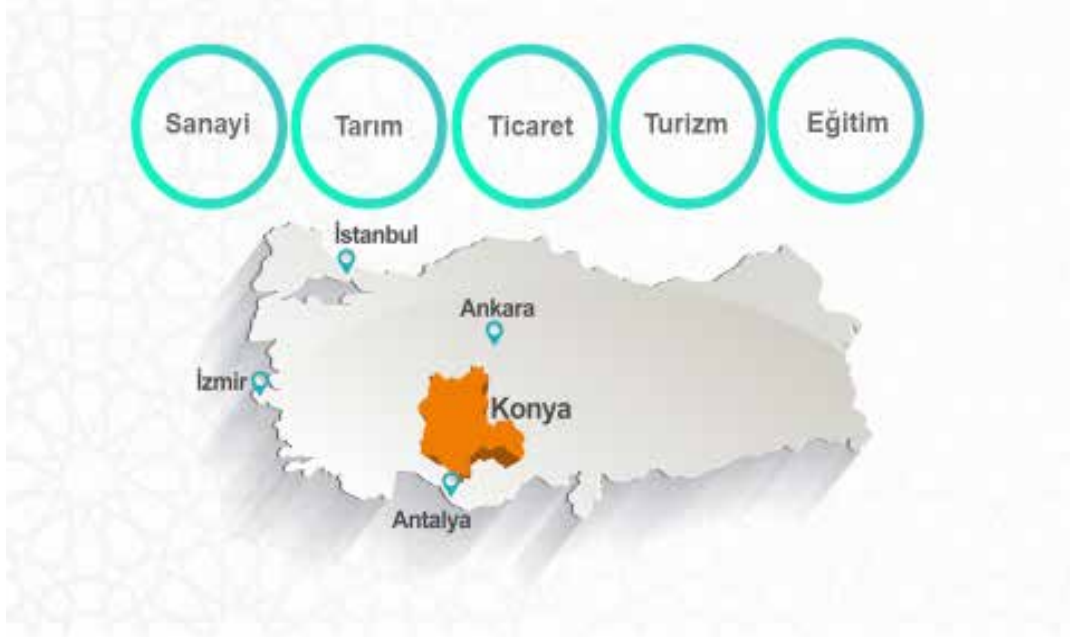 Sanayi
Tarım
Ticaret
Turizm
Eğitim
İstanbul
Ankara
İzmir
Konya
Antalya